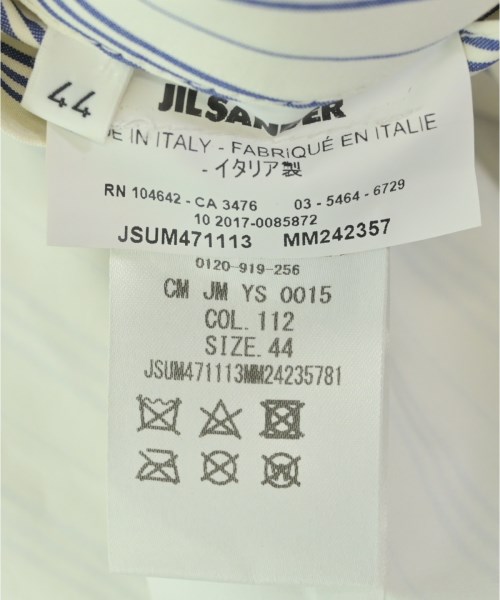 44
JIL SANDER
E IN ITALY - FABRIQUÉ EN ITALIE
- イタリア製
RN 104642 - CA 3476 03 - 5464 - 6729
10 2017-0085872
JSUM471113 MM242357
0120-919-256
CM JM YS 0015
COL. 112
SIZE. 44
JSUM471113MM24235781